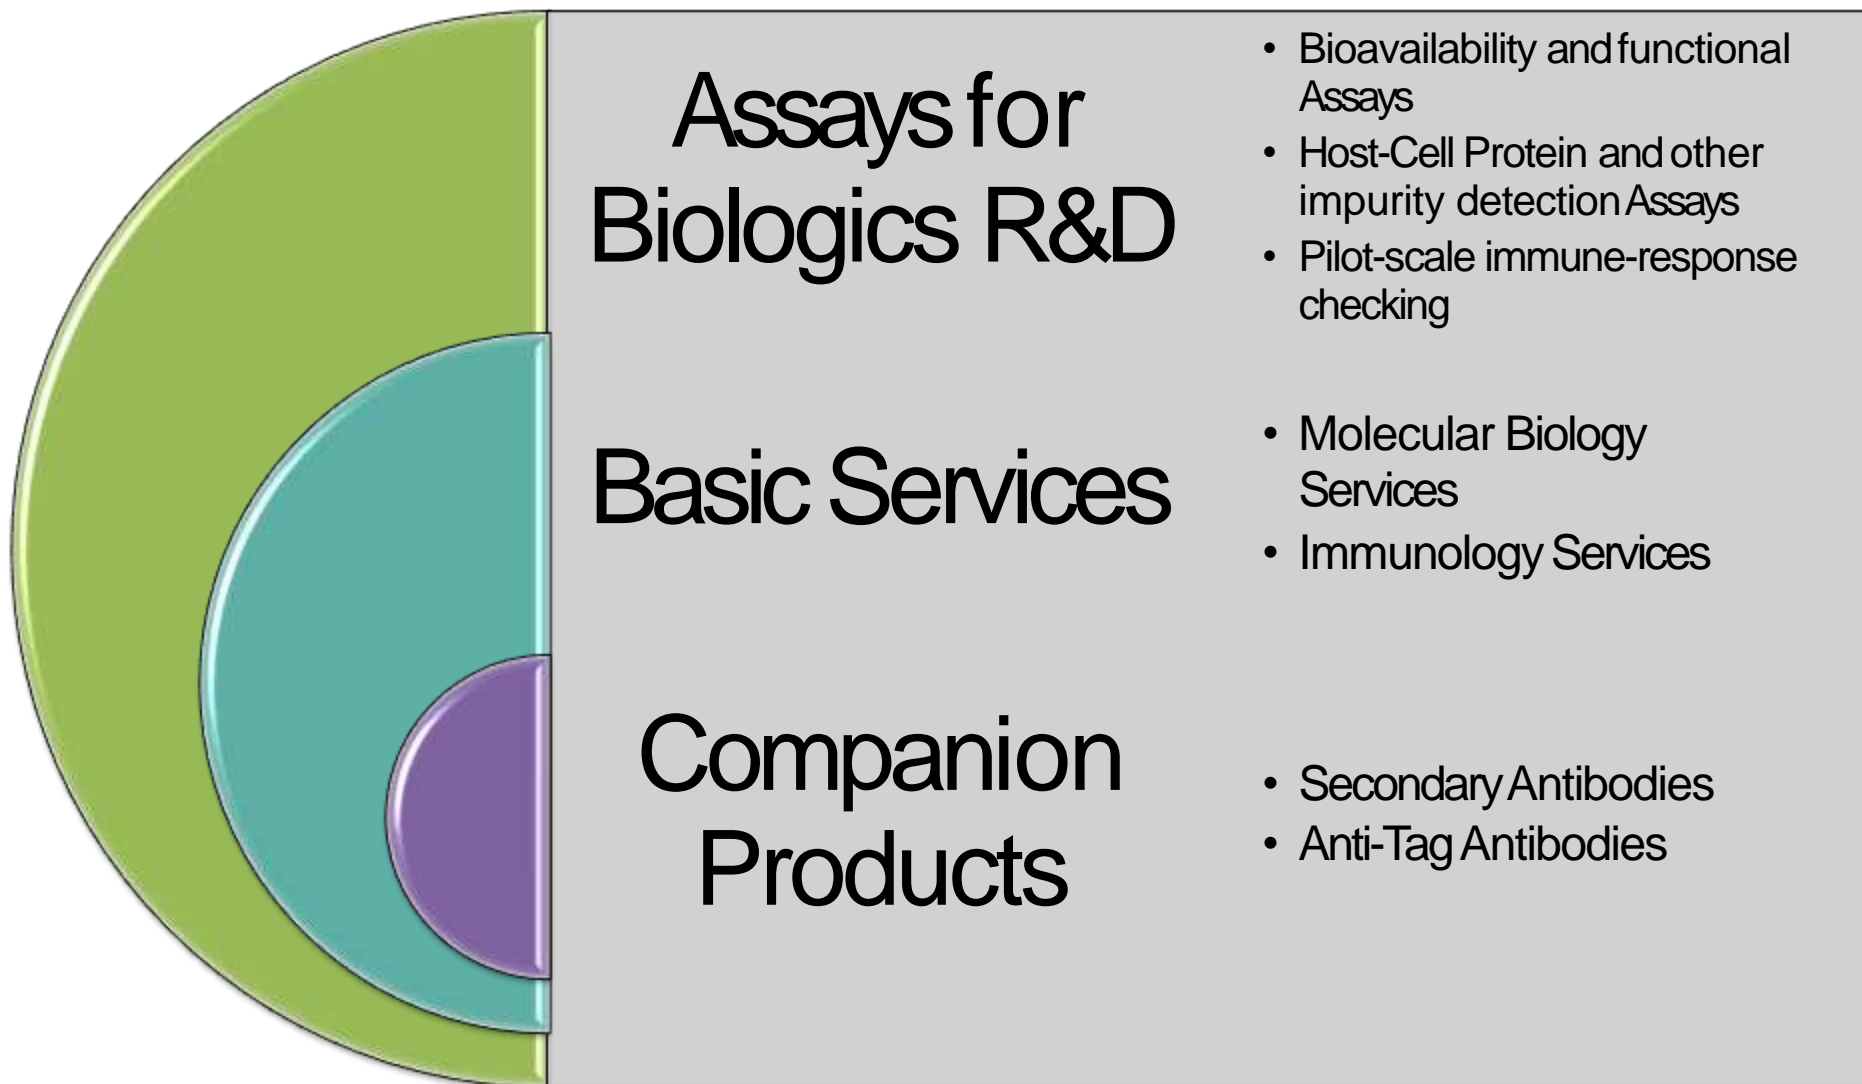 Assays for
Biologics R&D
• Bioavailability and functional
Assays
• Host-Cell Protein and other
impurity detection Assays
• Pilot-scale immune-response
checking
Basic Services
• Molecular Biology
Services
• Immunology Services
Companion
Products
• Secondary Antibodies
• Anti-Tag Antibodies